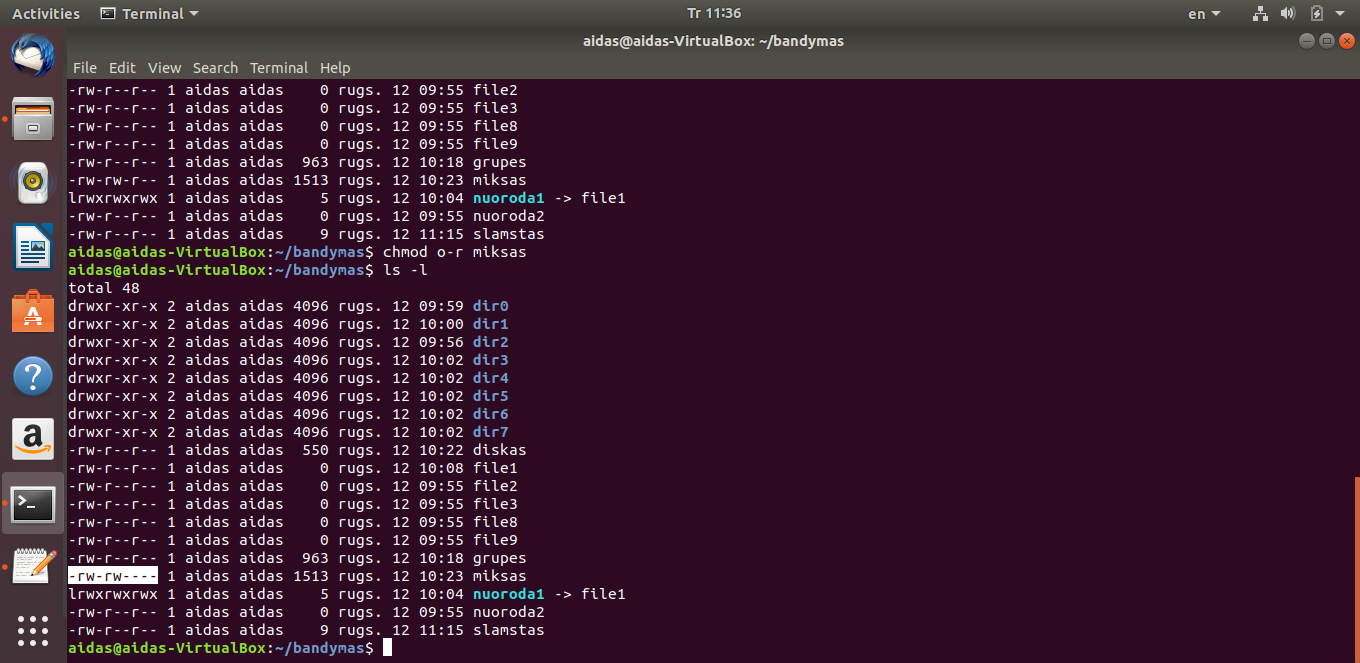 Activities Terminal Tr 11:36 en
aidas@aidas-VirtualBox: ~/bandymas
File Edit View Search Terminal Help
-rw-r--r-- 1 aidas aidas    0 rugs. 12 09:55 file2
-rw-r--r-- 1 aidas aidas    0 rugs. 12 09:55 file3
-rw-r--r-- 1 aidas aidas    0 rugs. 12 09:55 file8
-rw-r--r-- 1 aidas aidas    0 rugs. 12 09:55 file9
-rw-r--r-- 1 aidas aidas  963 rugs. 12 10:18 grupes
-rw-rw-r-- 1 aidas aidas 1513 rugs. 12 10:23 miksas
lrwxrwxrwx 1 aidas aidas    5 rugs. 12 10:04 nuoroda1 -> file1
-rw-r--r-- 1 aidas aidas    0 rugs. 12 09:55 nuoroda2
-rw-r--r-- 1 aidas aidas    9 rugs. 12 11:15 slamstas
aidas@aidas-VirtualBox:~/bandymas$ chmod o-r miksas
aidas@aidas-VirtualBox:~/bandymas$ ls -l
total 48
drwxr-xr-x 2 aidas aidas 4096 rugs. 12 09:59 dir0
drwxr-xr-x 2 aidas aidas 4096 rugs. 12 10:00 dir1
drwxr-xr-x 2 aidas aidas 4096 rugs. 12 09:56 dir2
drwxr-xr-x 2 aidas aidas 4096 rugs. 12 10:02 dir3
drwxr-xr-x 2 aidas aidas 4096 rugs. 12 10:02 dir4
drwxr-xr-x 2 aidas aidas 4096 rugs. 12 10:02 dir5
drwxr-xr-x 2 aidas aidas 4096 rugs. 12 10:02 dir6
drwxr-xr-x 2 aidas aidas 4096 rugs. 12 10:02 dir7
-rw-r--r-- 1 aidas aidas  550 rugs. 12 10:22 diskas
-rw-r--r-- 1 aidas aidas    0 rugs. 12 10:08 file1
-rw-r--r-- 1 aidas aidas    0 rugs. 12 09:55 file2
-rw-r--r-- 1 aidas aidas    0 rugs. 12 09:55 file3
-rw-r--r-- 1 aidas aidas    0 rugs. 12 09:55 file8
-rw-r--r-- 1 aidas aidas    0 rugs. 12 09:55 file9
-rw-r--r-- 1 aidas aidas  963 rugs. 12 10:18 grupes
-rw-rw---- 1 aidas aidas 1513 rugs. 12 10:23 miksas
lrwxrwxrwx 1 aidas aidas    5 rugs. 12 10:04 nuoroda1 -> file1
-rw-r--r-- 1 aidas aidas    0 rugs. 12 09:55 nuoroda2
-rw-r--r-- 1 aidas aidas    9 rugs. 12 11:15 slamstas
aidas@aidas-VirtualBox:~/bandymas$